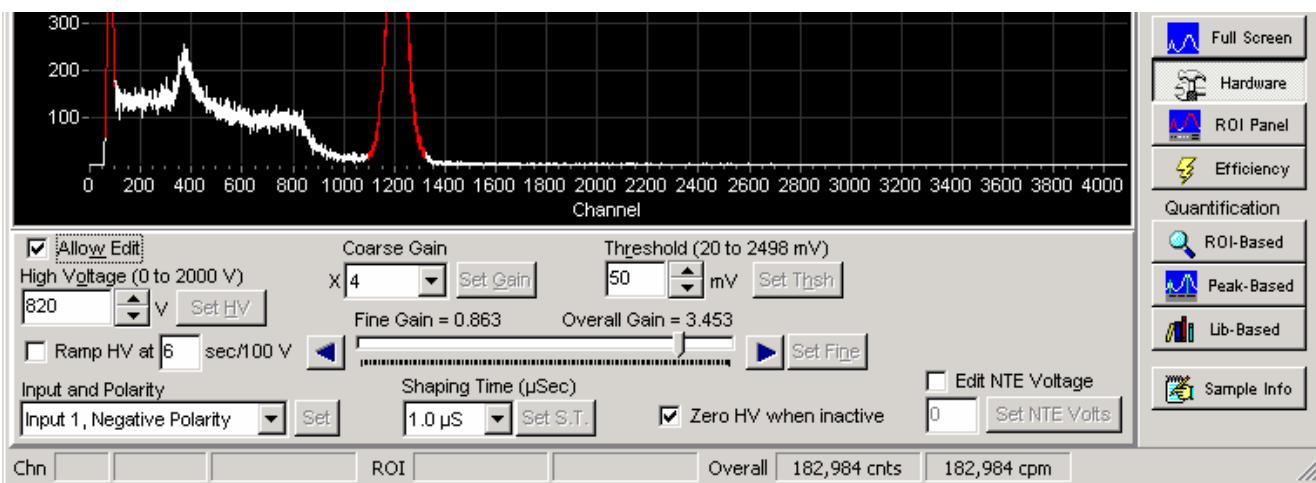 300
200
100
0 200 400 600 800 1000 1200 1400 1600 1800 2000 2200 2400 2600 2800 3000 3200 3400 3600 3800 4000
Channel
Allow Edit
Coarse Gain
Threshold (20 to 2498 mV)
High Voltage (0 to 2000 V)
X 4 Set Gain
50 mV Set Thsh
820 V Set HV
Fine Gain = 0.863 Overall Gain = 3.453
Ramp HV at 6 sec/100 V
Set Fine
Input and Polarity
Shaping Time (µSec)
Edit NTE Voltage
Input 1, Negative Polarity Set
1.0 µS Set S.T.
Zero HV when inactive
0 Set NTE Volts
Chn ROI Overall 182,984 cnts 182,984 cpm
Full Screen
Hardware
ROI Panel
Efficiency
Quantification
ROI-Based
Peak-Based
Lib-Based
Sample Info